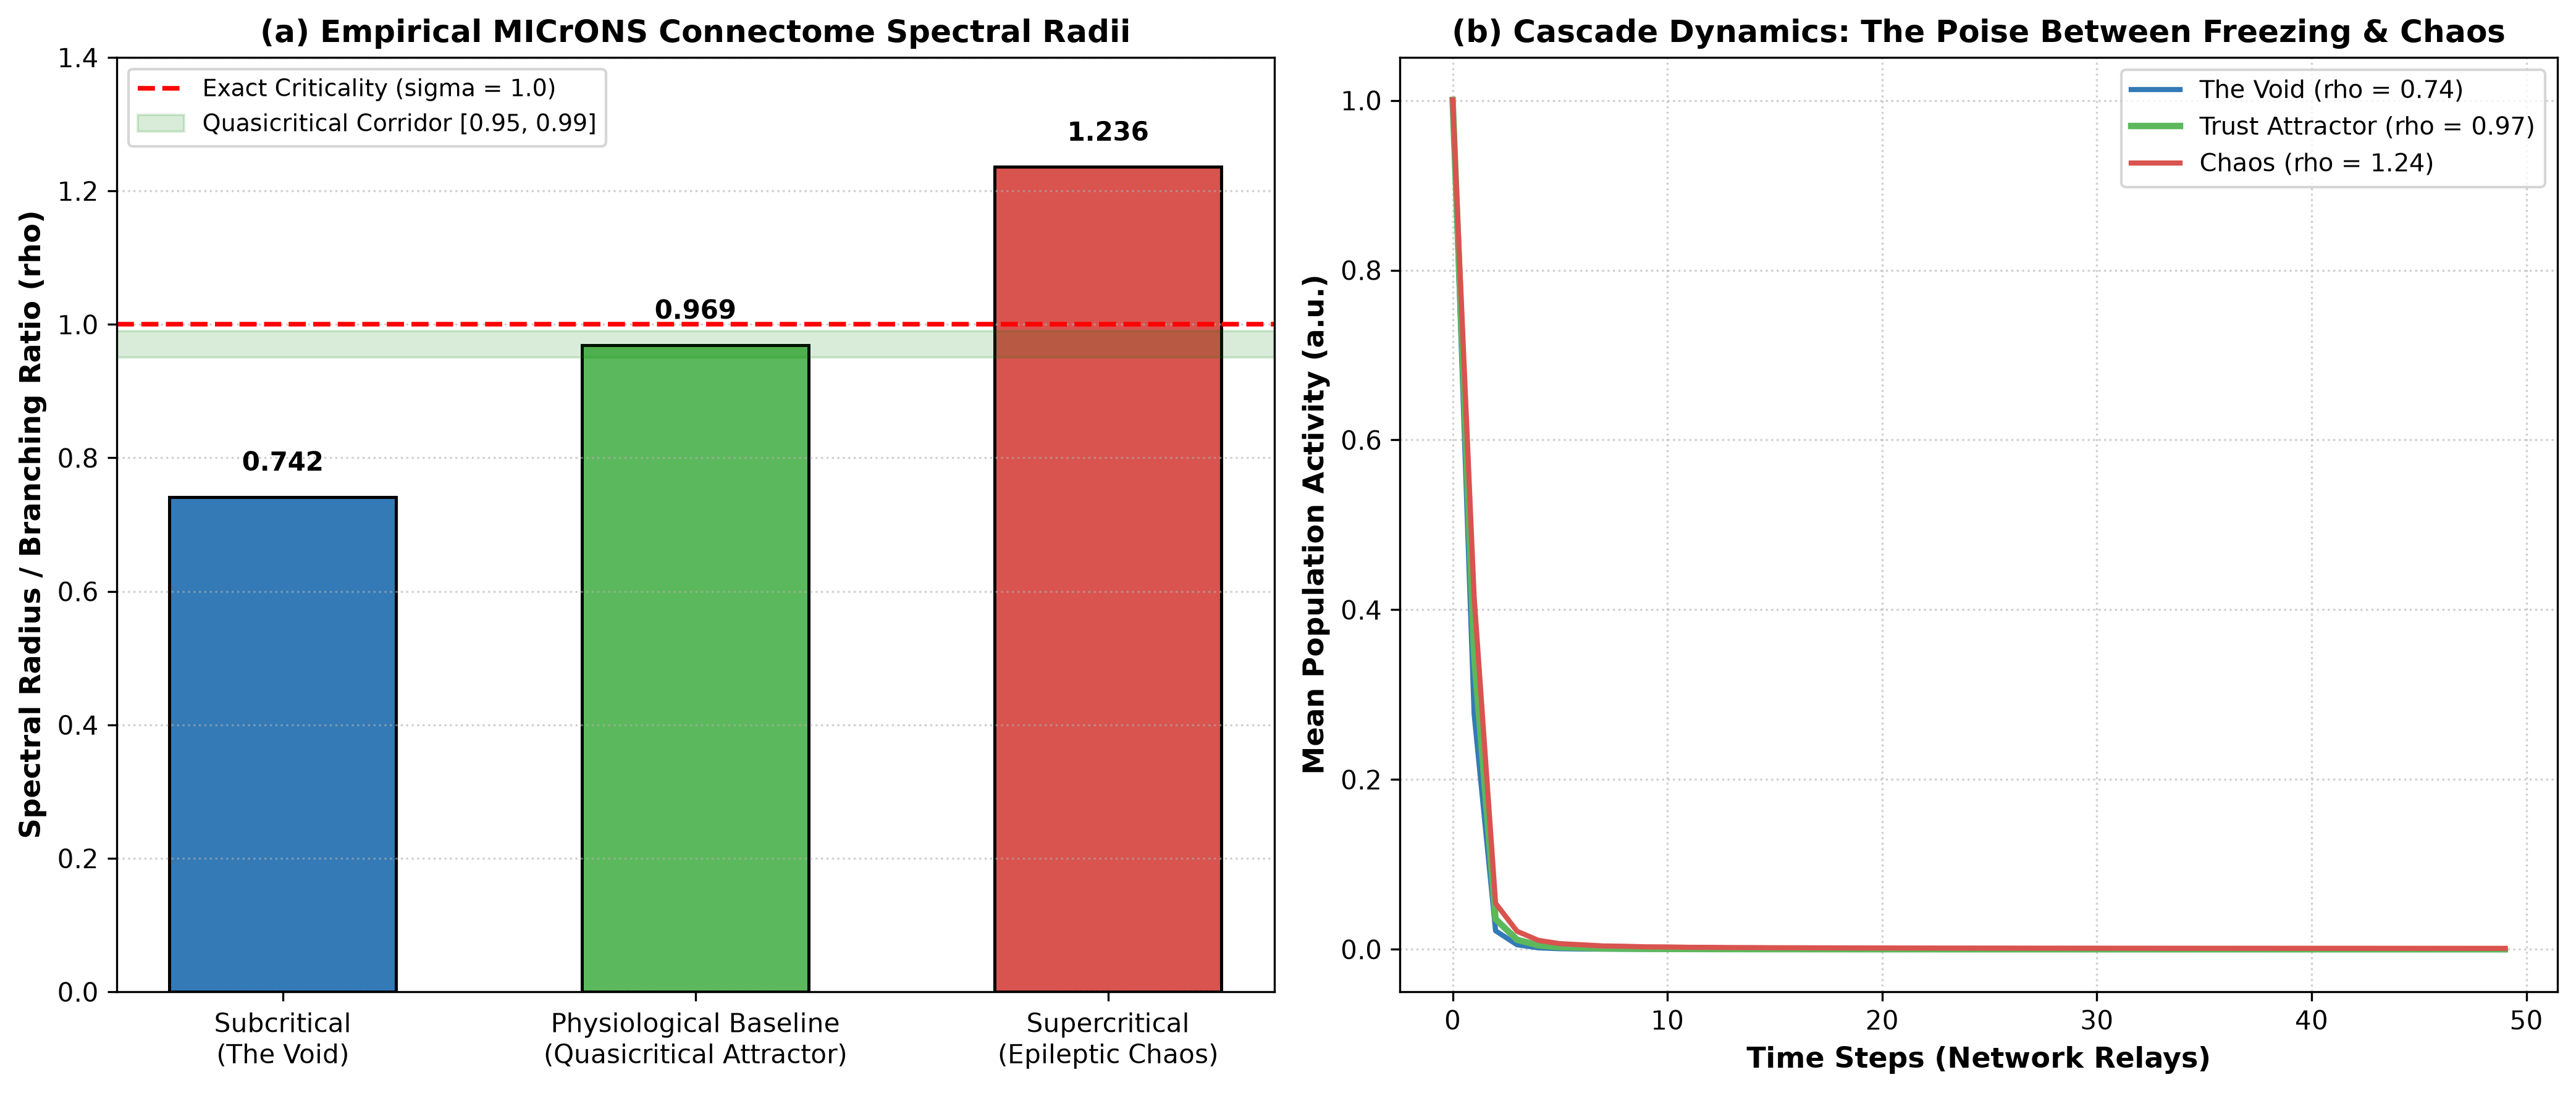 (a) Empirical MICrONS Connectome Spectral Radii
Exact Criticality (sigma = 1.0)
Quasicritical Corridor [0.95, 0.99]
Spectral Radius / Branching Ratio (rho)
1.4
1.2
1.0
0.8
0.6
0.4
0.2
0.0
0.742
0.969
1.236
Subcritical
(The Void)
Physiological Baseline
(Quasicritical Attractor)
Supercritical
(Epileptic Chaos)
(b) Cascade Dynamics: The Poise Between Freezing & Chaos
The Void (rho = 0.74)
Trust Attractor (rho = 0.97)
Chaos (rho = 1.24)
Mean Population Activity (a.u.)
1.0
0.8
0.6
0.4
0.2
0.0
0
10
20
30
40
50
Time Steps (Network Relays)